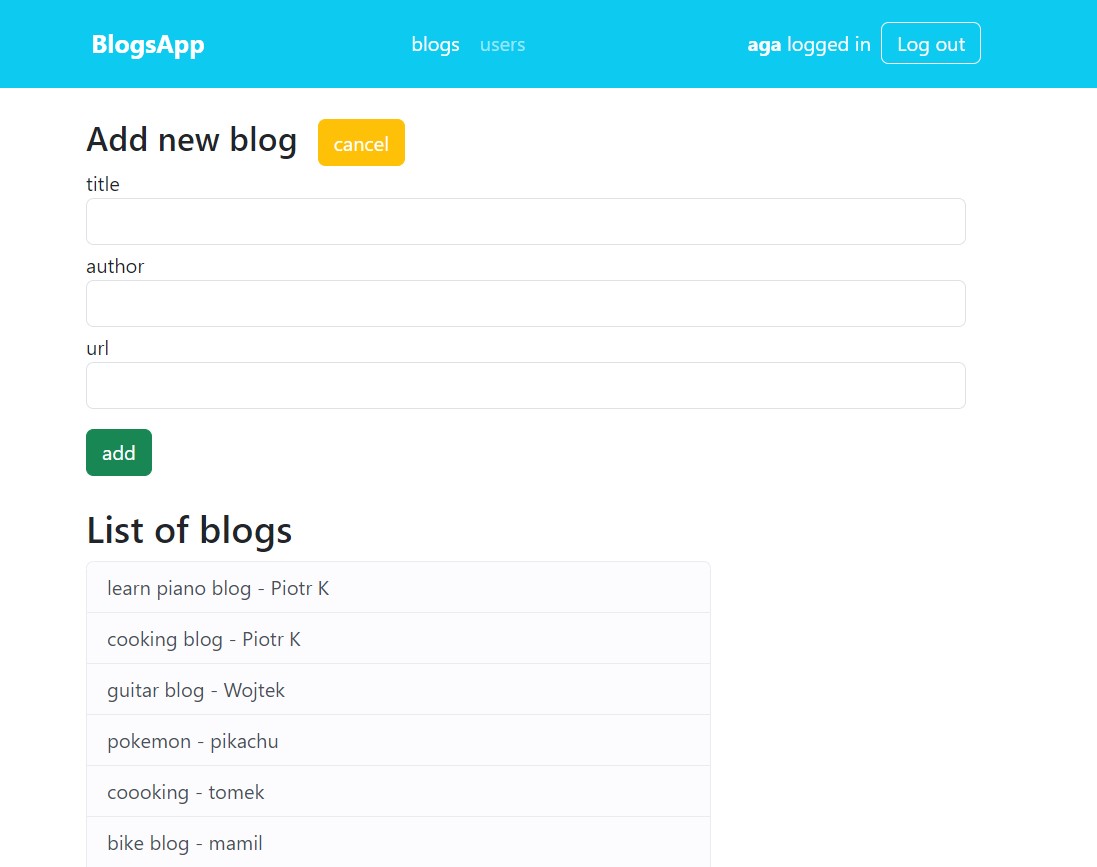 BlogsApp blogs users aga logged in Log out
Add new blog cancel
title
author
url
add
List of blogs
learn piano blog - Piotr K
cooking blog - Piotr K
guitar blog - Wojtek
pokemon - pikachu
coooking - tomek
bike blog - mamil